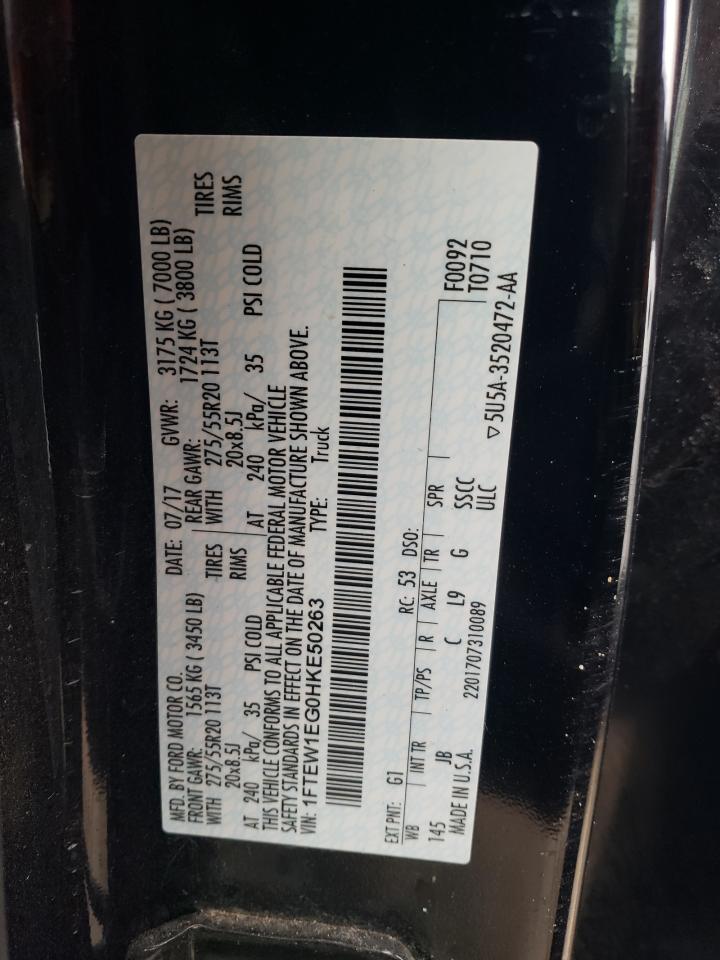 MFD. BY FORD MOTOR CO.
DATE: 07/17 GVWR: 3175 KG ( 7000 LB)
FRONT GAWR: 1565 KG ( 3450 LB)
REAR GAWR: 1724 KG ( 3800 LB)
WITH 275/55R20 113T TIRES
WITH 275/55R20 113T TIRES
20x8.5J RIMS
20x8.5J RIMS
AT 240 kPa/ 35 PSI COLD
AT 240 kPa/ 35 PSI COLD
THIS VEHICLE CONFORMS TO ALL APPLICABLE FEDERAL MOTOR VEHICLE
SAFETY STANDARDS IN EFFECT ON THE DATE OF MANUFACTURE SHOWN ABOVE.
VIN: 1FTEW1EG0HKE50263 TYPE: Truck
EXT PNT: G1 RC: 53 DSO: F0092
WB INT TR TP/PS R AXLE TR SPR T0710
145 JB C L9 G SSCC
ULC
MADE IN U.S.A. 2201707310089 ▽5U5A-3520472-AA